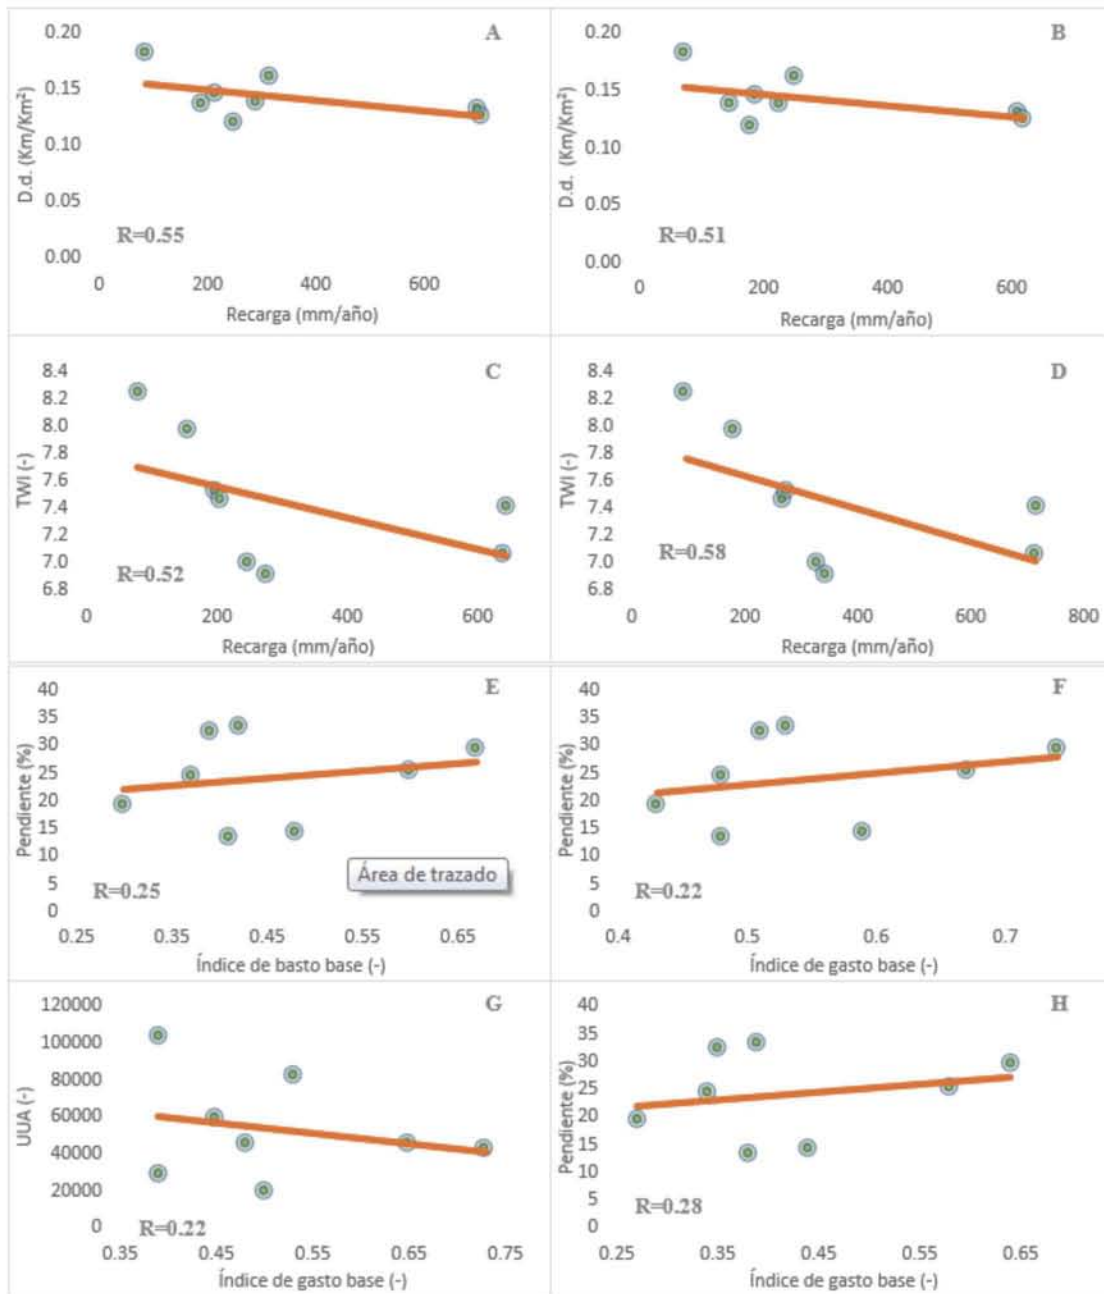 A
0.20
0.15
0.10
0.05
0.00
D.d. (Km/Km²)
R=0.55
0 200 400 600
Recarga (mm/año)
B
0.20
0.15
0.10
0.05
0.00
D.d. (Km/Km²)
R=0.51
0 200 400 600
Recarga (mm/año)
C
8.4
8.2
8.0
7.8
7.6
7.4
7.2
7.0
6.8
TWI (-)
R=0.52
0 200 400 600
Recarga (mm/año)
D
8.4
8.2
8.0
7.8
7.6
7.4
7.2
7.0
6.8
TWI (-)
R=0.58
0 200 400 600 800
Recarga (mm/año)
E
40
35
30
25
20
15
10
5
0
Pendiente (%)
Área de trazado
R=0.25
0.25 0.35 0.45 0.55 0.65
Índice de basto base (-)
F
40
35
30
25
20
15
10
5
0
Pendiente (%)
R=0.22
0.4 0.5 0.6 0.7
Índice de gasto base (-)
G
120000
100000
80000
60000
40000
20000
0
UUA (-)
R=0.22
0.35 0.45 0.55 0.65 0.75
Índice de gasto base (-)
H
40
35
30
25
20
15
10
5
0
Pendiente (%)
R=0.28
0.25 0.35 0.45 0.55 0.65
Índice de gasto base (-)